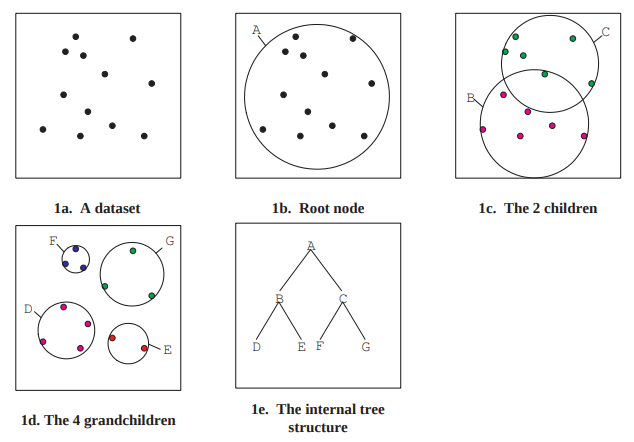 A
C
B
1a. A dataset
1b. Root node
1c. The 2 children
F
G
D
E
A
B
C
D
E
F
G
1d. The 4 grandchildren
1e. The internal tree
structure